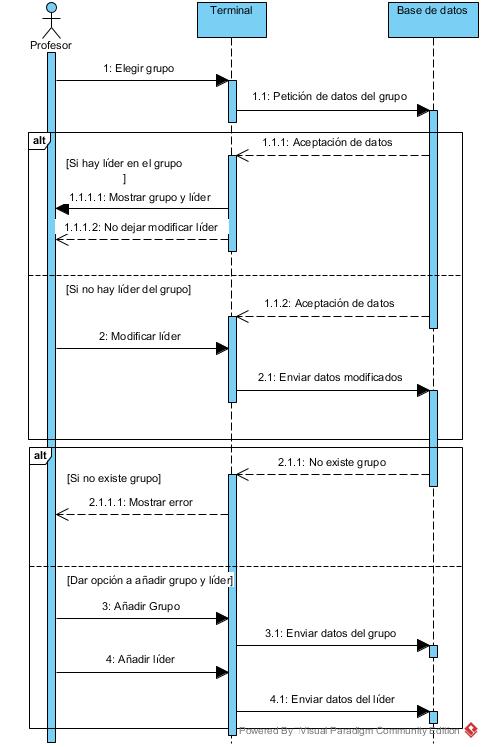 Terminal
Base de datos
Profesor
1: Elegir grupo
1.1: Petición de datos del grupo
alt
1.1.1: Aceptación de datos
[Si hay líder en el grupo
]
1.1.1.1: Mostrar grupo y líder
1.1.1.2: No dejar modificar líder
[Si no hay líder del grupo]
1.1.2: Aceptación de datos
2: Modificar líder
2.1: Enviar datos modificados
alt
2.1.1: No existe grupo
[Si no existe grupo]
2.1.1.1: Mostrar error
[Dar opción a añadir grupo y líder]
3: Añadir Grupo
3.1: Enviar datos del grupo
4: Añadir líder
4.1: Enviar datos del líder
Powered By Visual Paradigm Community Edition